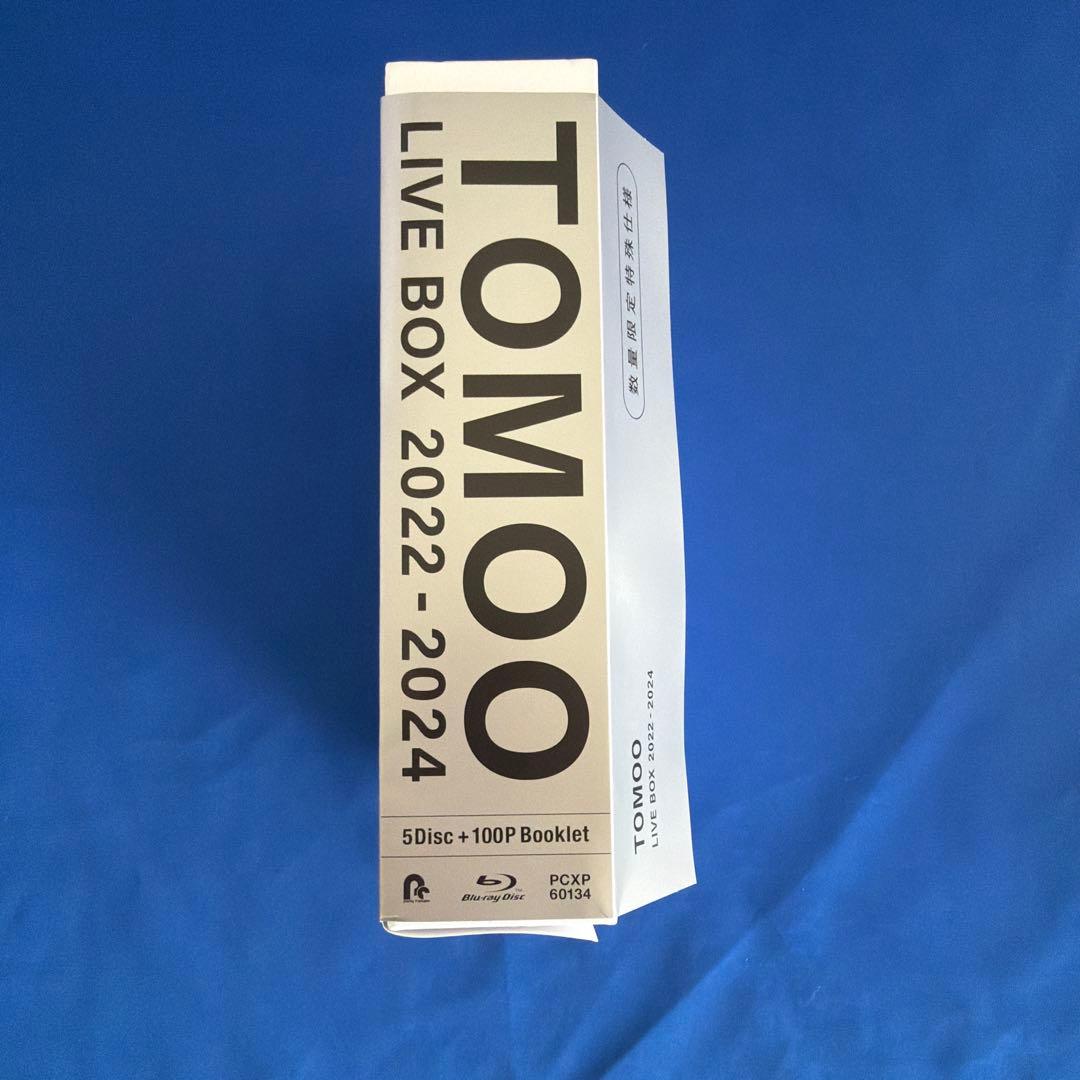 TOMOO
LIVE BOX 2022 - 2024
5Disc + 100P Booklet
Blu-ray Disc
PCXP
60134
数量限定特殊仕様
TOMOO
LIVE BOX 2022 - 2024